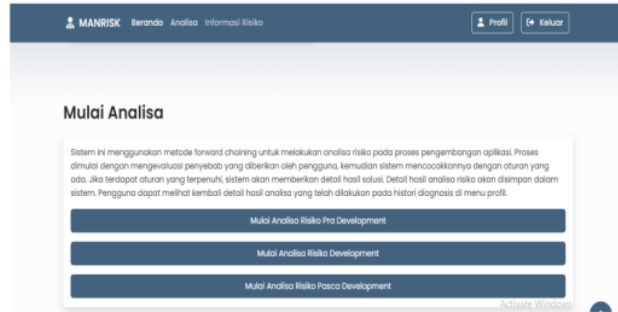 MANRISK Beranda Analisa Informasi Risiko Profil Keluar
Mulai Analisa
Sistem ini menggunakan metode forward chaining untuk melakukan analisa risiko pada proses pengembangan aplikasi. Proses
dimulai dengan mengevaluasi penyebab yang diberikan oleh pengguna, kemudian sistem mencocokkannya dengan aturan yang
ada. Jika terdapat aturan yang terpenuhi, sistem akan memberikan detail hasil solusi. Detail hasil analisa risiko akan disimpan dalam
sistem. Pengguna dapat melihat kembali detail hasil analisa yang telah dilakukan pada histori diagnosis di menu profil.
Mulai Analisa Risiko Pra Development
Mulai Analisa Risiko Development
Mulai Analisa Risiko Pasca Development
Activate Windows